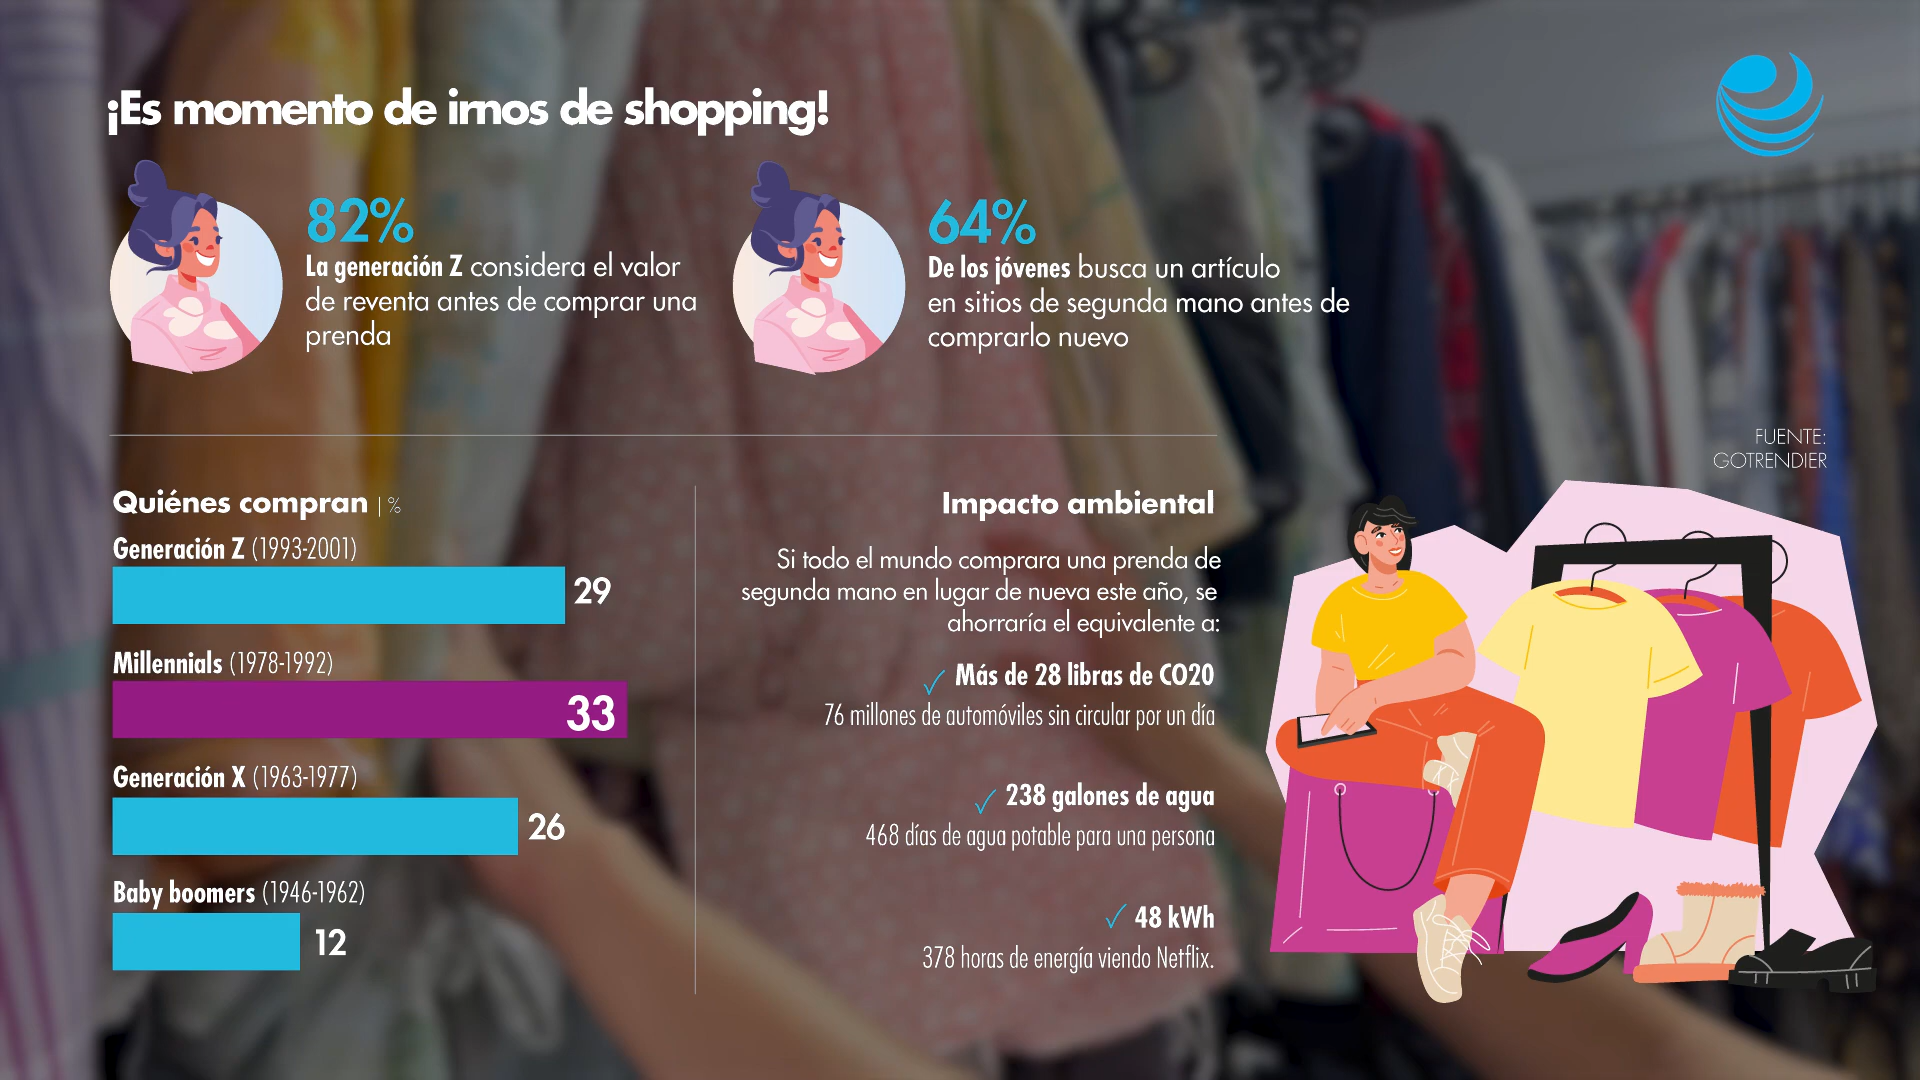 ¡Es momento de irnos de shopping!
82%
La generación Z considera el valor
de reventa antes de comprar una
prenda
64%
De los jóvenes busca un artículo
en sitios de segunda mano antes de
comprarlo nuevo
FUENTE:
GOTRENDIER
Quiénes compran | %
Generación Z (1993-2001)
29
Millennials (1978-1992)
33
Generación X (1963-1977)
26
Baby boomers (1946-1962)
12
Impacto ambiental
Si todo el mundo comprara una prenda de
segunda mano en lugar de nueva este año, se
ahorraría el equivalente a:
✓ Más de 28 libras de CO20
76 millones de automóviles sin circular por un día
✓ 238 galones de agua
468 días de agua potable para una persona
✓ 48 kWh
378 horas de energía viendo Netflix.